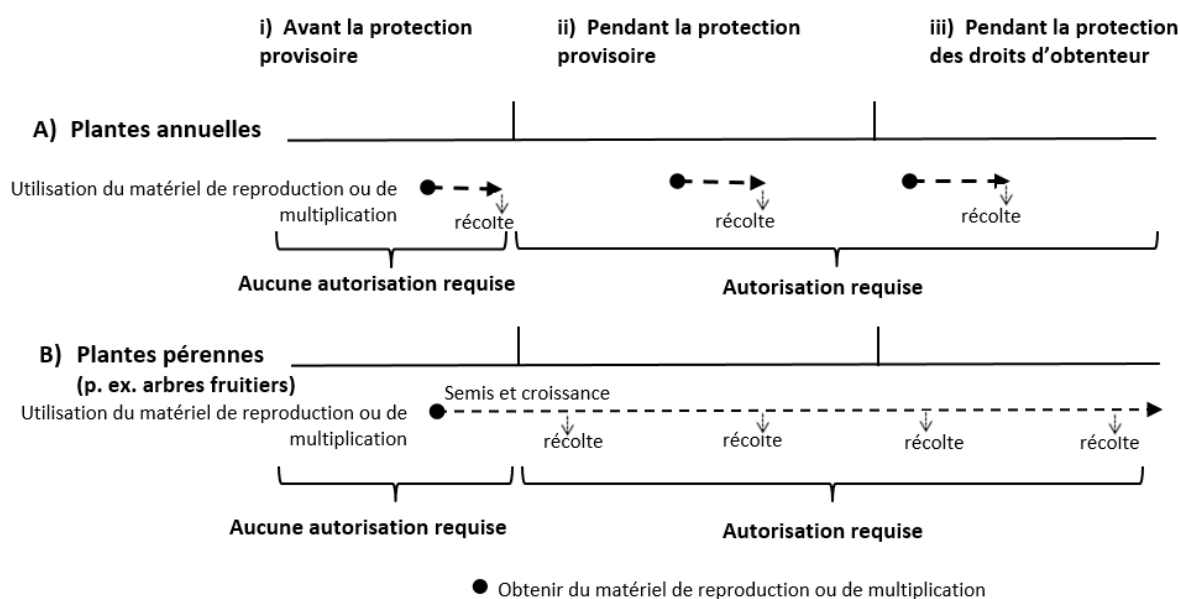 i) Avant la protection
provisoire
ii) Pendant la protection
provisoire
iii) Pendant la protection
des droits d'obtenteur
A) Plantes annuelles
Utilisation du matériel de reproduction ou de
multiplication
récolte
récolte
récolte
Aucune autorisation requise
Autorisation requise
B) Plantes pérennes
(p. ex. arbres fruitiers)
Semis et croissance
Utilisation du matériel de reproduction ou de
multiplication
récolte
récolte
récolte
récolte
Aucune autorisation requise
Autorisation requise
Obtenir du matériel de reproduction ou de multiplication